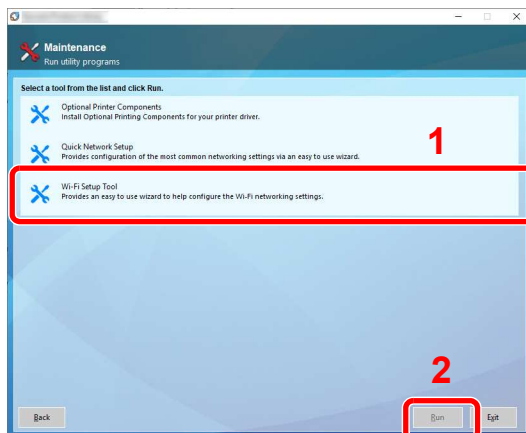 Maintenance
Run utility programs
Select a tool from the list and click Run.
Optional Printer Components
Install Optional Printing Components for your printer driver.
1
Quick Network Setup
Provides configuration of the most common networking settings via an easy to use wizard.
Wi-Fi Setup Tool
Provides an easy to use wizard to help configure the Wi-Fi networking settings.
2
Back
Run
Exit